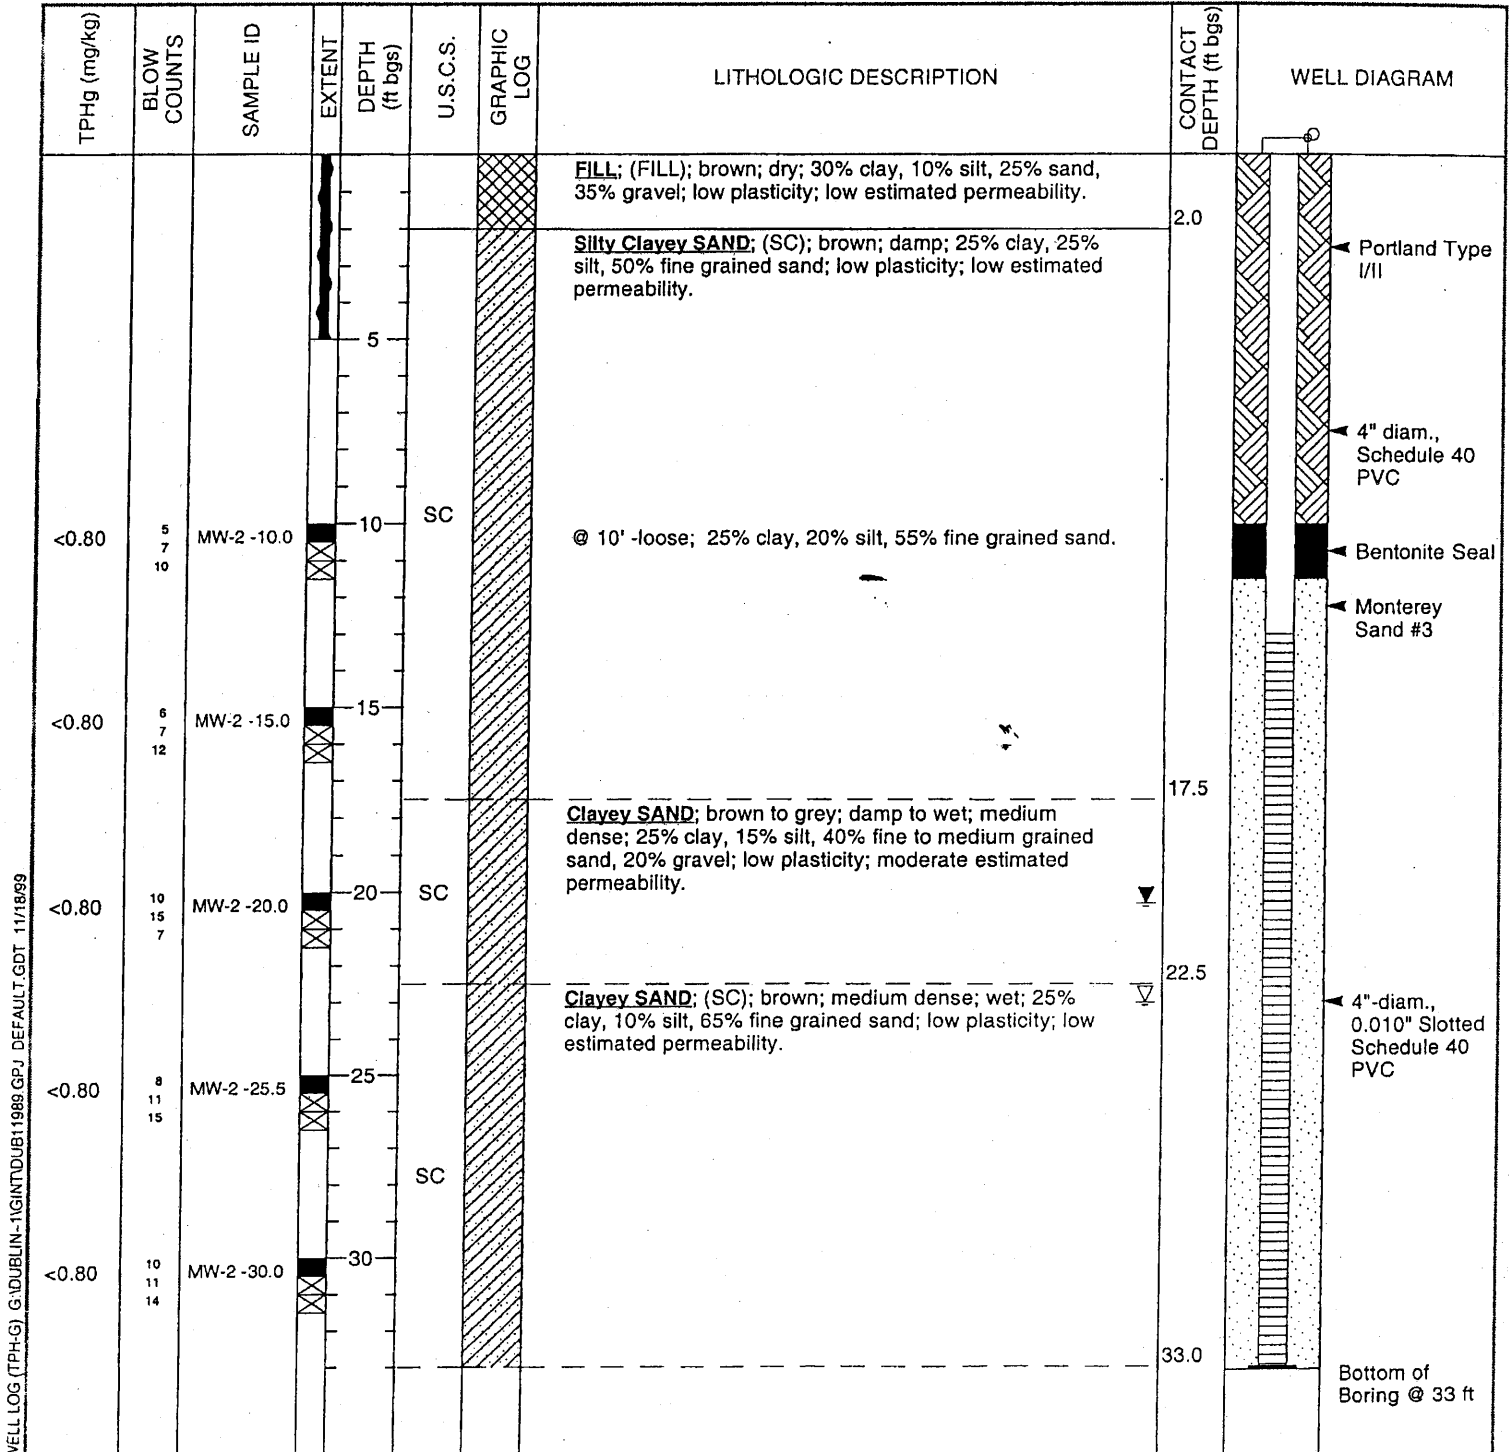 TPHg (mg/kg)
BLOW
COUNTS
SAMPLE ID
EXTENT
DEPTH
(ft bgs)
U.S.C.S.
GRAPHIC
LOG
LITHOLOGIC DESCRIPTION
CONTACT
DEPTH (ft bgs)
WELL DIAGRAM
FILL; (FILL); brown; dry; 30% clay, 10% silt, 25% sand,
35% gravel; low plasticity; low estimated permeability.
2.0
Silty Clayey SAND; (SC); brown; damp; 25% clay, 25%
silt, 50% fine grained sand; low plasticity; low estimated
permeability.
Portland Type
I/II
5
4" diam.,
Schedule 40
PVC
<0.80
5
7
10
MW-2 -10.0
10
SC
@ 10' -loose; 25% clay, 20% silt, 55% fine grained sand.
Bentonite Seal
Monterey
Sand #3
<0.80
6
7
12
MW-2 -15.0
15
17.5
Clayey SAND; brown to grey; damp to wet; medium
dense; 25% clay, 15% silt, 40% fine to medium grained
sand, 20% gravel; low plasticity; moderate estimated
permeability.
<0.80
10
15
7
MW-2 -20.0
20
SC
22.5
Clayey SAND; (SC); brown; medium dense; wet; 25%
clay, 10% silt, 65% fine grained sand; low plasticity; low
estimated permeability.
4"-diam.,
0.010" Slotted
Schedule 40
PVC
<0.80
8
11
15
MW-2 -25.5
25
SC
<0.80
10
11
14
MW-2 -30.0
30
33.0
Bottom of
Boring @ 33 ft
WELL LOG (TPH-G) G:\DUBLIN~1\GINT\DUB11989.GPJ DEFAULT.GDT 11/18/99